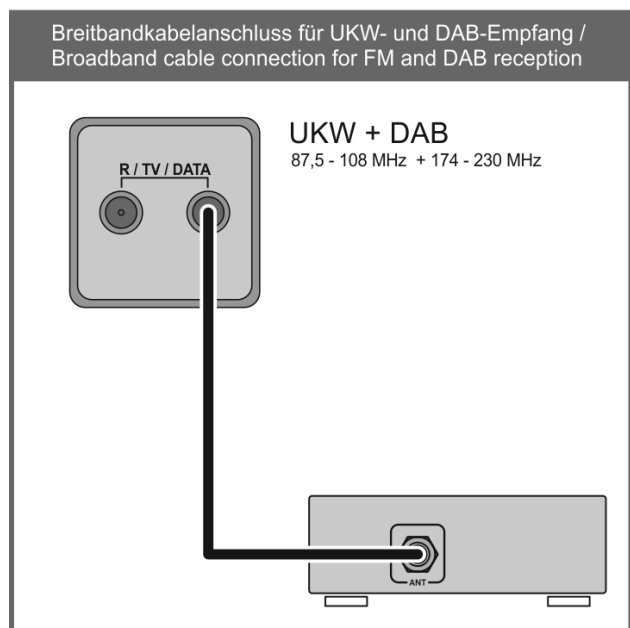 Breitbandkabelanschluss für UKW- und DAB-Empfang /
Broadband cable connection for FM and DAB reception
UKW + DAB
87,5 - 108 MHz + 174 - 230 MHz
R / TV / DATA
ANT